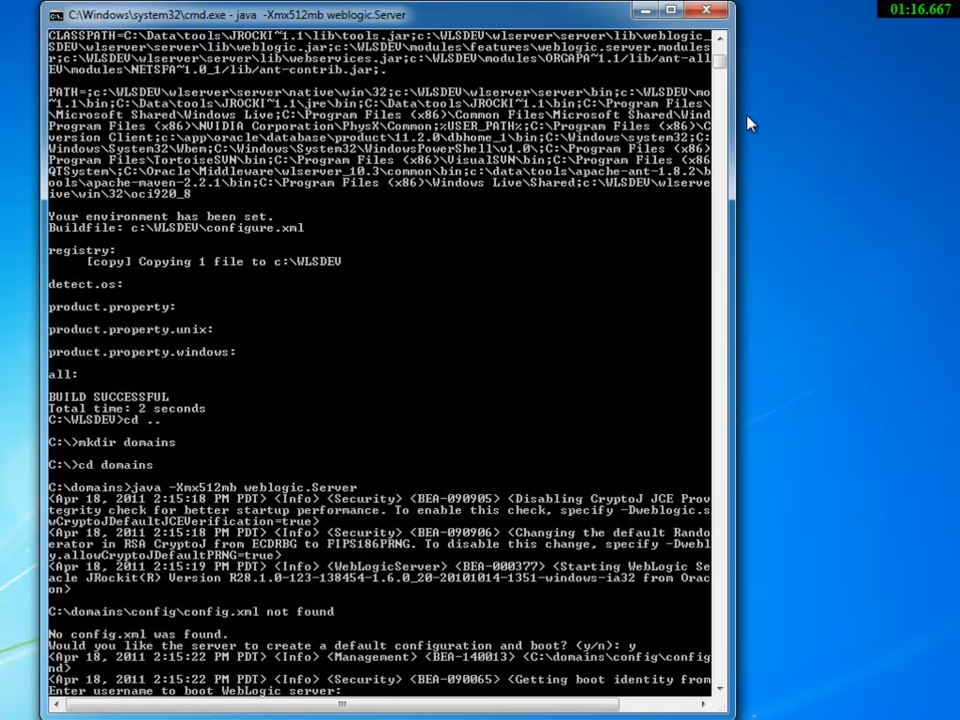 C:\Windows\system32\cmd.exe - java -Xmx512mb weblogic.Server
01:16.667
CLASSPATH=C:\Data\tools\JROCKI~1.1\lib\tools.jar;c:\WLSDEV\wlserver\server\lib\weblogic_
SDEV\wlserver\server\lib\weblogic.jar;c:\WLSDEV\modules\features\weblogic.server.modules
r;c:\WLSDEV\wlserver\server\lib\webservices.jar;c:\WLSDEV\modules\ORGAPA~1.1/lib/ant-all
EV\modules\NETSFA~1.0_1/lib/ant-contrib.jar;.
PATH=;c:\WLSDEV\wlserver\server\native\win\32;c:\WLSDEV\wlserver\server\bin;c:\WLSDEV\mo
~1.1\bin;C:\Data\tools\JROCKI~1.1\jre\bin;C:\Data\tools\JROCKI~1.1\bin;C:\Program Files\
\Microsoft Shared\Windows Live;C:\Program Files (x86)\Common Files\Microsoft Shared\Wind
Program Files (x86)\NVIDIA Corporation\PhysX\Common;%USER_PATH%;C:\Program Files (x86)\C
version Client;c:\app\oracle\database\product\11.2.0\dbhome_1\bin;C:\Windows\system32;C:
Windows\System32\Wbem;C:\Windows\System32\WindowsPowerShell\v1.0\;C:\Program Files (x86)
Program Files\TortoiseSVN\bin;C:\Program Files (x86)\VisualSVN\bin;C:\Program Files (x86)
QTSystem\;C:\Oracle\Middleware\wlserver_10.3\common\bin;c:\data\tools\apache-ant-1.8.2\b
ools\apache-maven-2.2.1\bin;C:\Program Files (x86)\Windows Live\Shared;c:\WLSDEV\wlserve
ive\win\32\oci920_8
Your environment has been set.
Buildfile: c:\WLSDEV\configure.xml
registry:
[copy] Copying 1 file to c:\WLSDEV
detect.os:
product.property:
product.property.unix:
product.property.windows:
all:
BUILD SUCCESSFUL
Total time: 2 seconds
C:\WLSDEV>cd ..
C:\>mkdir domains
C:\>cd domains
C:\domains>java -Xmx512mb weblogic.Server
<Apr 18, 2011 2:15:18 PM PDT> <Info> <Security> <BEA-090905> <Disabling CryptoJ JCE Prov
tegrity check for better startup performance. To enable this check, specify -Dweblogic.s
wCryptoJDefaultJCEVerification=true>
<Apr 18, 2011 2:15:18 PM PDT> <Info> <Security> <BEA-090906> <Changing the default Rando
erator in RSA CryptoJ from ECDRBG to FIPS186PRNG. To disable this change, specify -Dwebl
y.allowCryptoJDefaultPRNG=true>
<Apr 18, 2011 2:15:19 PM PDT> <Info> <WebLogicServer> <BEA-000377> <Starting WebLogic Se
acle JRockit(R) Version R28.1.0-123-138454-1.6.0_20-20101014-1351-windows-ia32 from Orac
on>
C:\domains\config\config.xml not found
No config.xml was found.
Would you like the server to create a default configuration and boot? (y/n): y
<Apr 18, 2011 2:15:22 PM PDT> <Info> <Management> <BEA-140013> <C:\domains\config\config
nd>
<Apr 18, 2011 2:15:22 PM PDT> <Info> <Security> <BEA-090065> <Getting boot identity from
Enter username to boot WebLogic server: